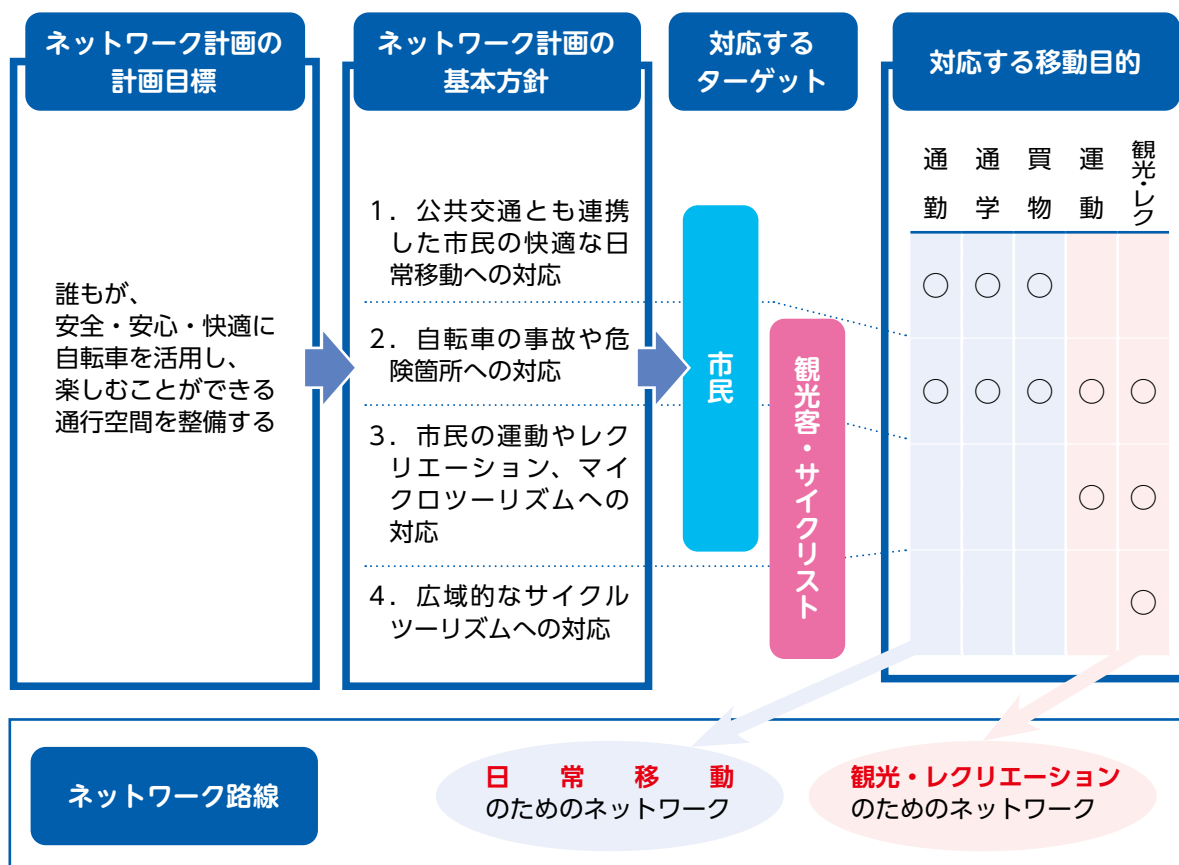 ネットワーク計画の
計画目標
ネットワーク計画の
基本方針
対応する
ターゲット
対応する移動目的
誰もが、
安全・安心・快適に
自転車を活用し、
楽しむことができる
通行空間を整備する
1．公共交通とも連携
した市民の快適な日
常移動への対応
2．自転車の事故や危
険箇所への対応
3．市民の運動やレク
リエーション、マイ
クロツーリズムへの
対応
4．広域的なサイクル
ツーリズムへの対応
市民
観光客・サイクリスト
通勤
通学
買物
運動
観光・レク
○ ○ ○
○ ○ ○ ○ ○
○ ○
○
ネットワーク路線
日常移動
のためのネットワーク
観光・レクリエーション
のためのネットワーク